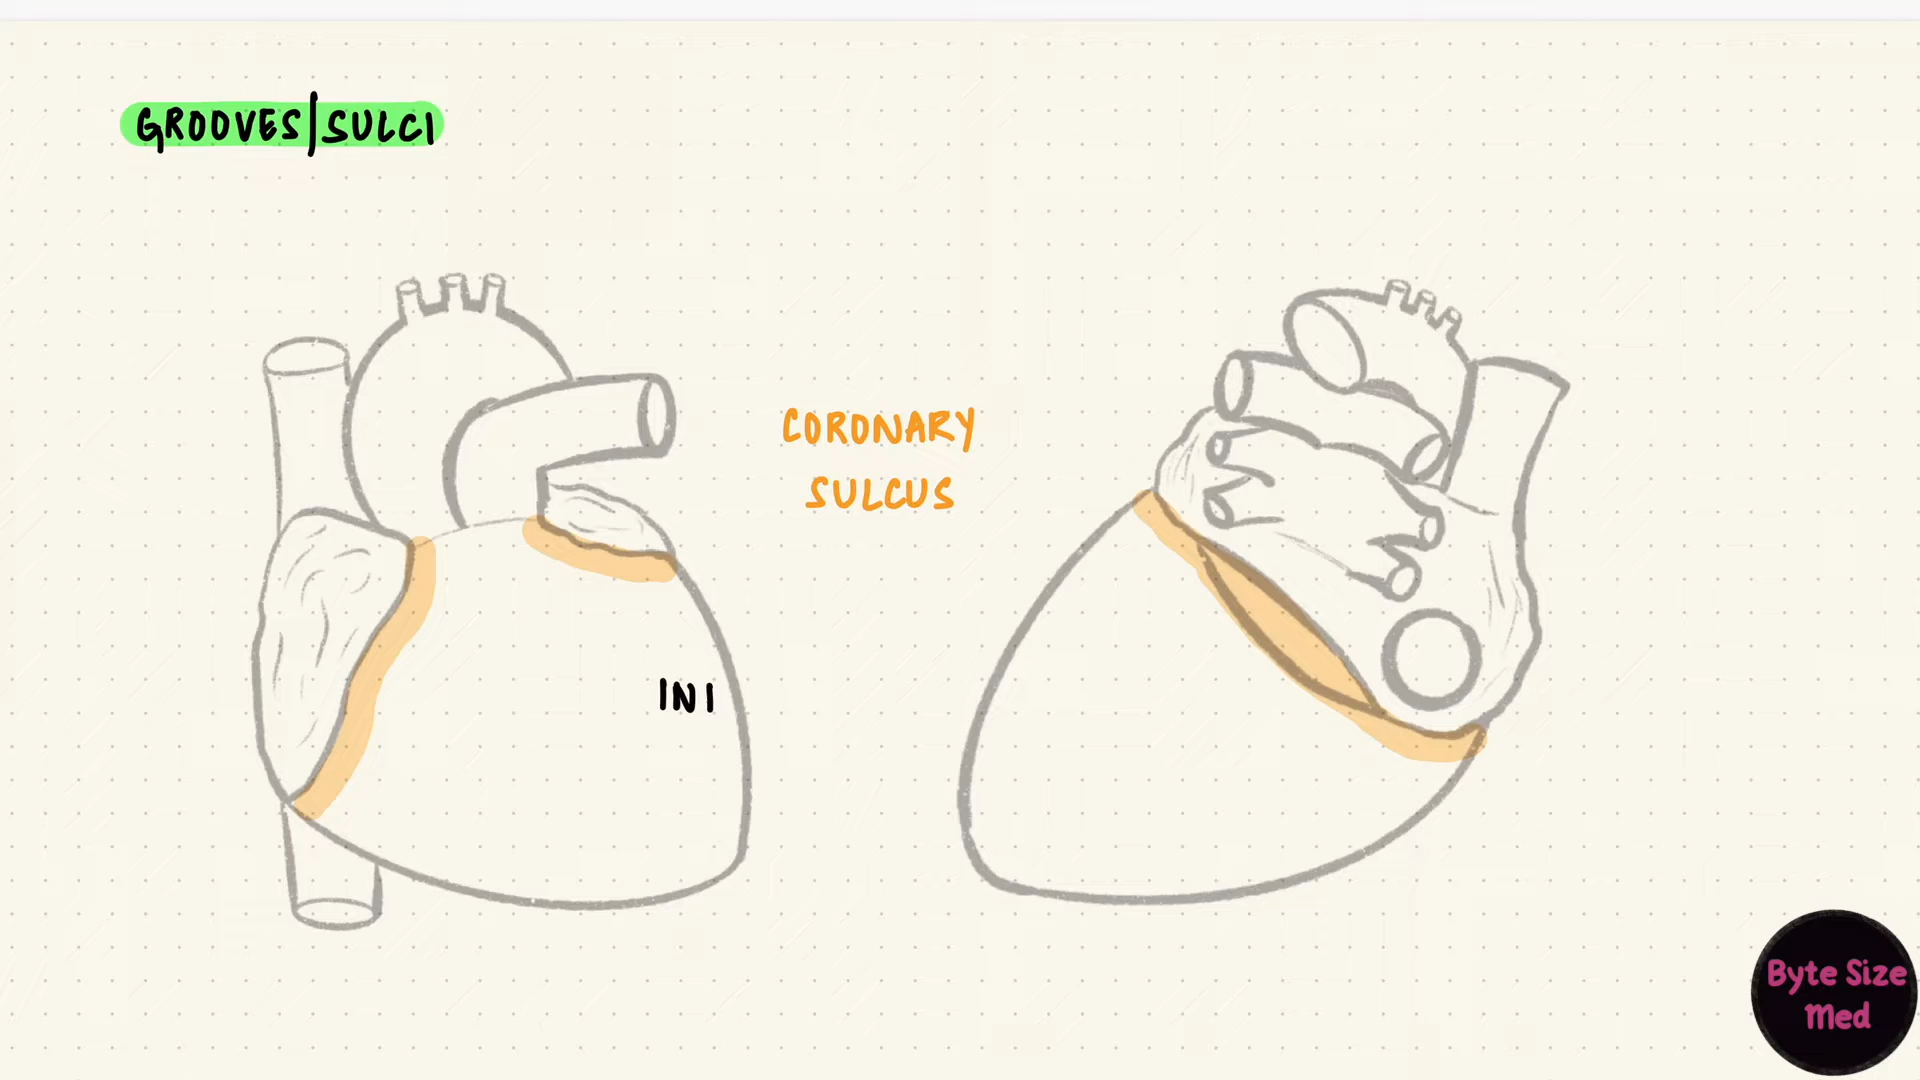 GROOVES|SULCI
CORONARY
SULCUS
INI
Byte Size
Med